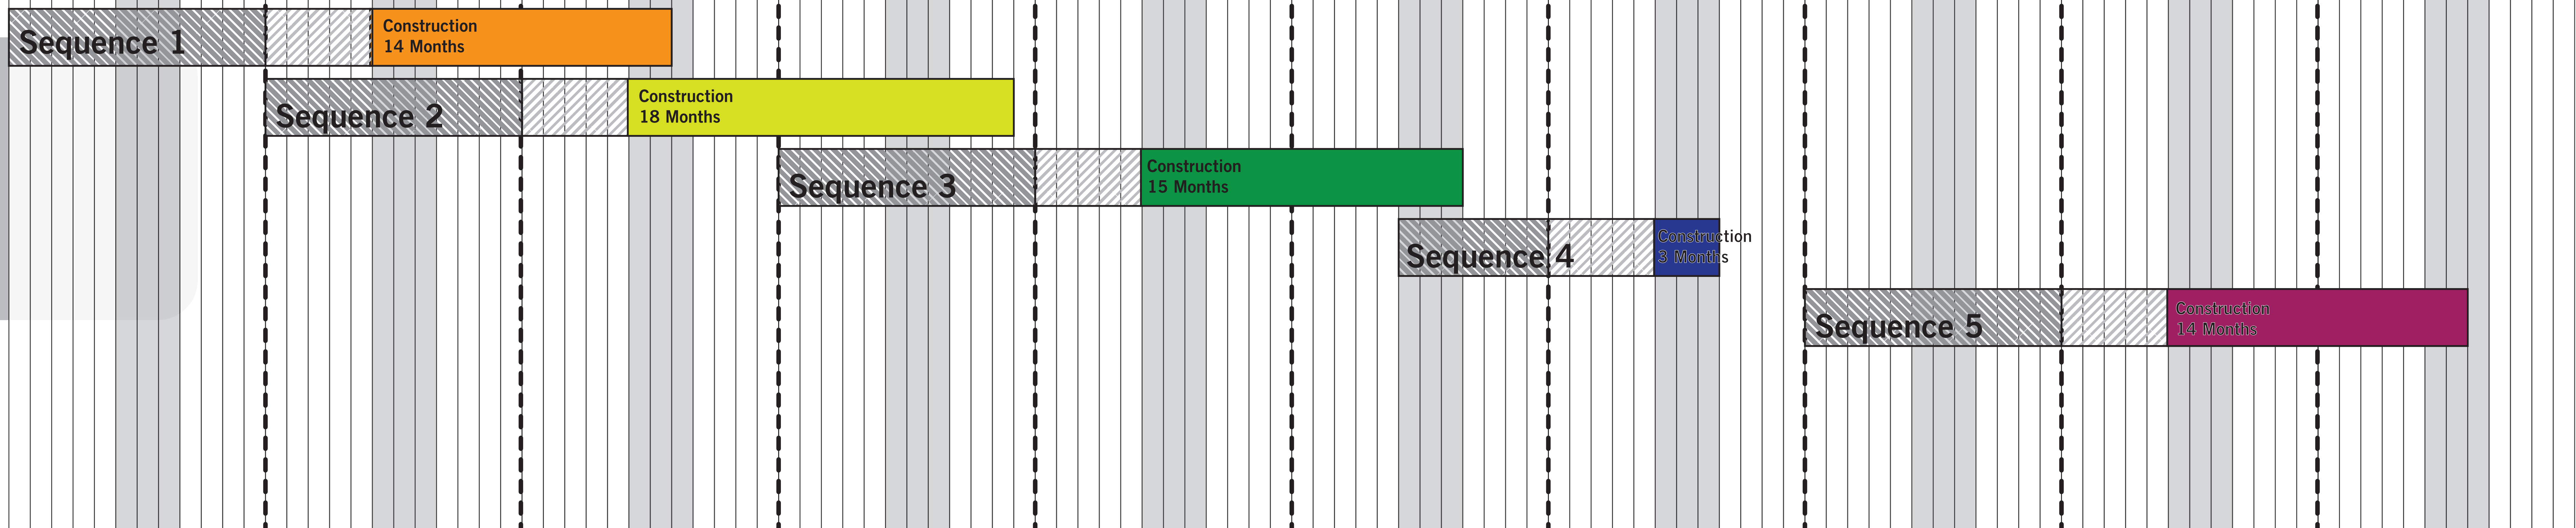 Sequence 1
Construction
14 Months
Sequence 2
Construction
18 Months
Sequence 3
Construction
15 Months
Sequence 4
Construction
3 Months
Sequence 5
Construction
14 Months